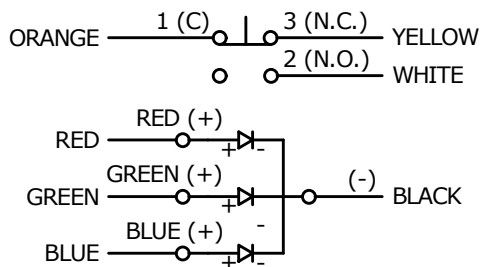 ORANGE 1 (C) 3 (N.C.) YELLOW
2 (N.O.) WHITE
RED (+)
RED + -
GREEN (+) (-)
GREEN + - BLACK
BLUE (+)
BLUE + -